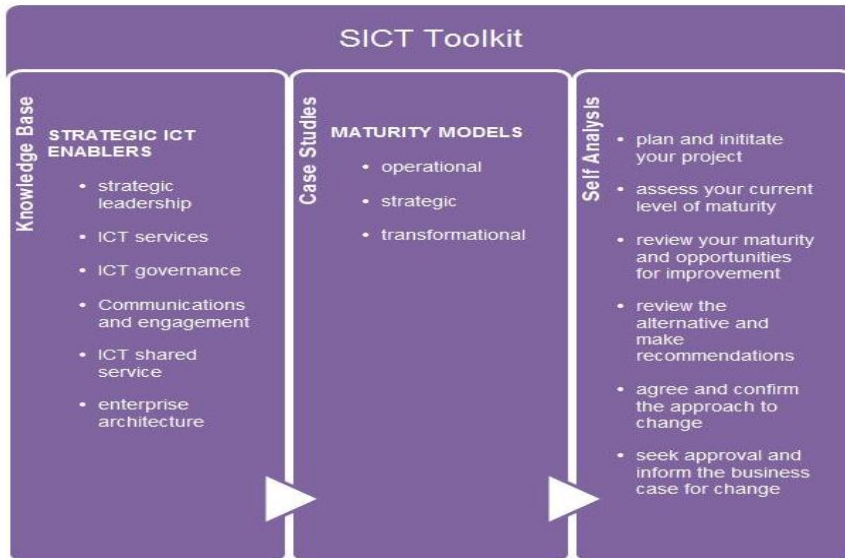 SICT Toolkit
Knowledge Base
STRATEGIC ICT
ENABLERS
• strategic
leadership
• ICT services
• ICT governance
• Communications
and engagement
• ICT shared
service
• enterprise
architecture
Case Studies
MATURITY MODELS
• operational
• strategic
• transformational
Self Analysis
• plan and inititate
your project
• assess your current
level of maturity
• review your maturity
and opportunities
for improvement
• review the
alternative and
make
recommendations
• agree and confirm
the approach to
change
• seek approval and
inform the business
case for change